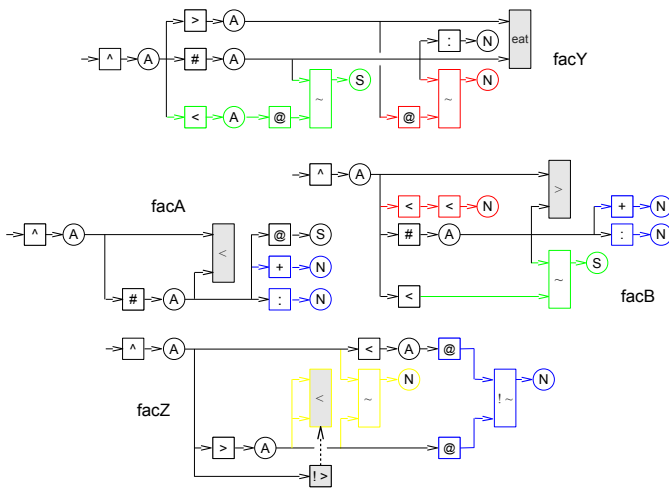 > A
eat
: N
^ A # A
facY
~ S ~ N
< A @ @
^ A >
facA
< < N + N
^ A < @ S # A : N
+ N ~ S
# A : N < facB
^ A < A @
< ~ N ! ~ N
facZ
> A @
! >